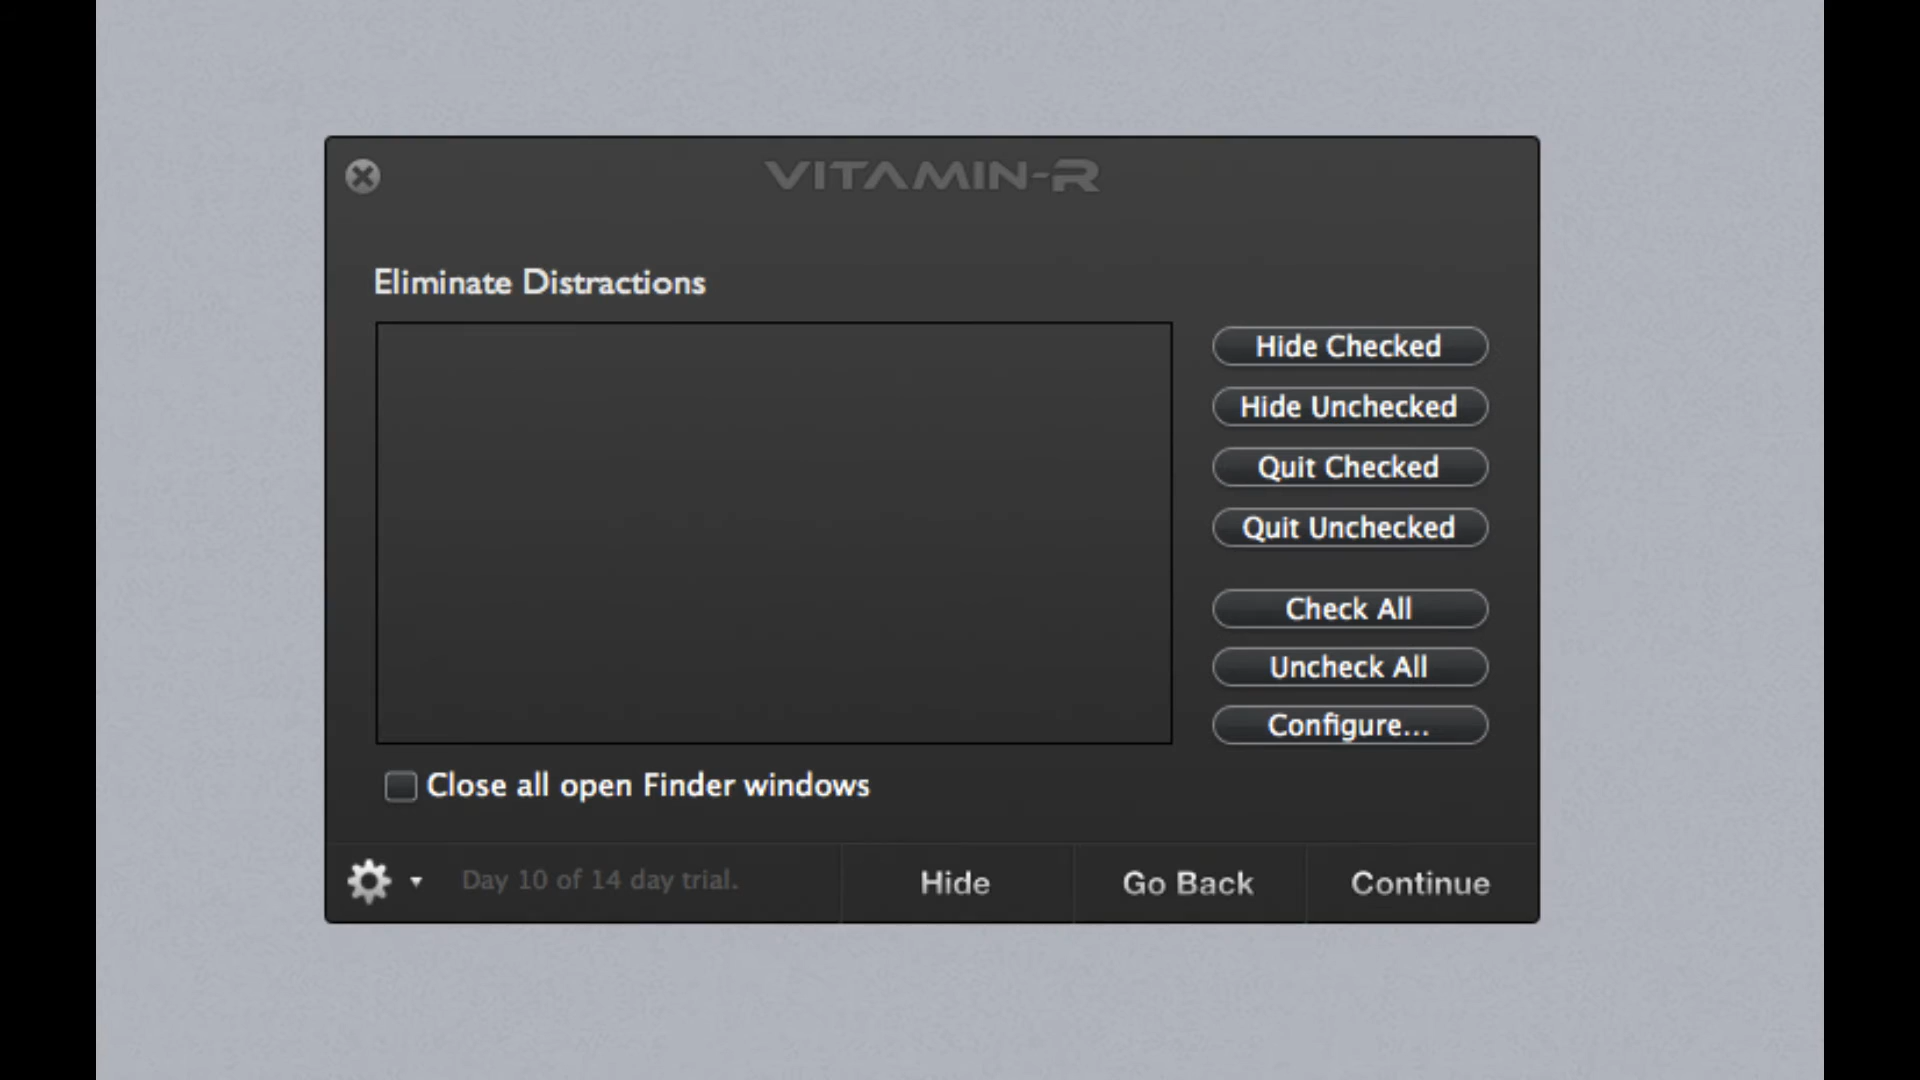 VITAMIN-R
Eliminate Distractions
Hide Checked
Hide Unchecked
Quit Checked
Quit Unchecked
Check All
Uncheck All
Configure...
Close all open Finder windows
Day 10 of 14 day trial.
Hide
Go Back
Continue